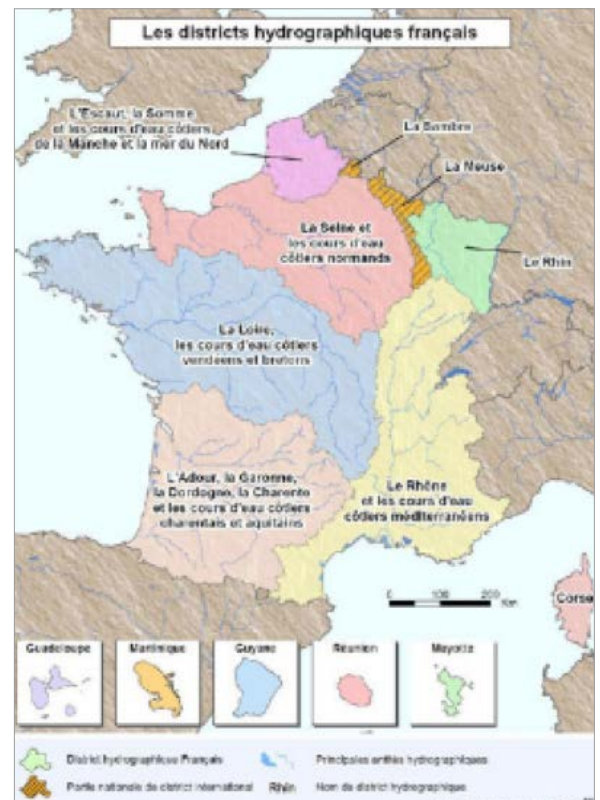 Les districts hydrographiques français
L'Escaut, la Somme
et les cours d'eau côtiers
de la Manche et la mer du Nord
La Sambre
La Meuse
La Seine et
les cours d'eau
côtiers normands
Le Rhin
La Loire,
les cours d'eau côtiers
vendéens et bretons
L'Adour, la Garonne,
la Dordogne, la Charente
et les cours d'eau côtiers
charentais et aquitains
Le Rhône
et les cours d'eau
côtiers méditerranéens
0 100 200
Km
Corse
Guadeloupe
Martinique
Guyane
Réunion
Mayotte
District hydrographique Français
Principales entités hydrographiques
Partie nationale de district international
Rhin
Nom de district hydrographique